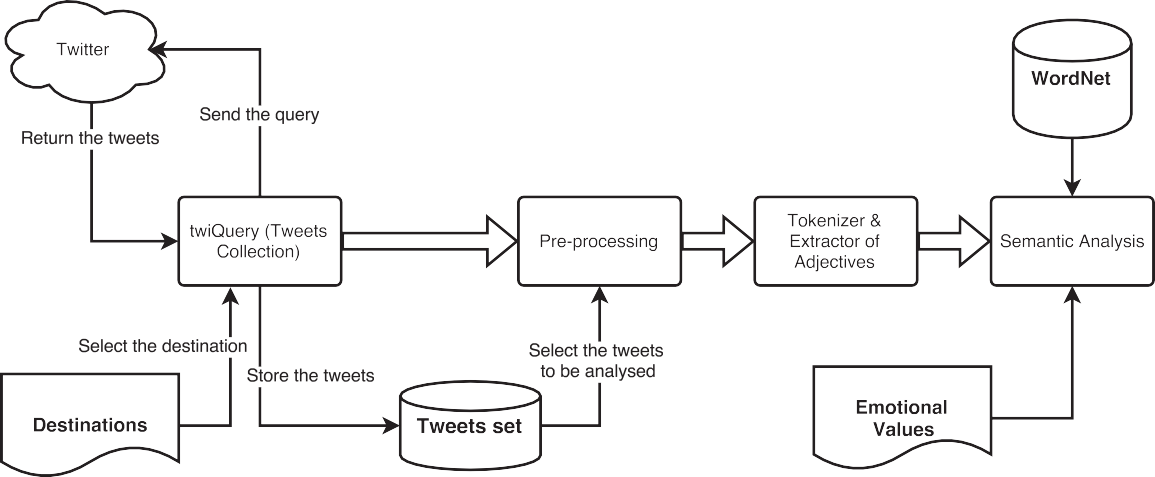 Twitter
WordNet
Send the query
Return the tweets
twiQuery (Tweets
Collection)
Pre-processing
Tokenizer &
Extractor of
Adjectives
Semantic Analysis
Select the destination
Store the tweets
Select the tweets
to be analysed
Destinations
Tweets set
Emotional
Values